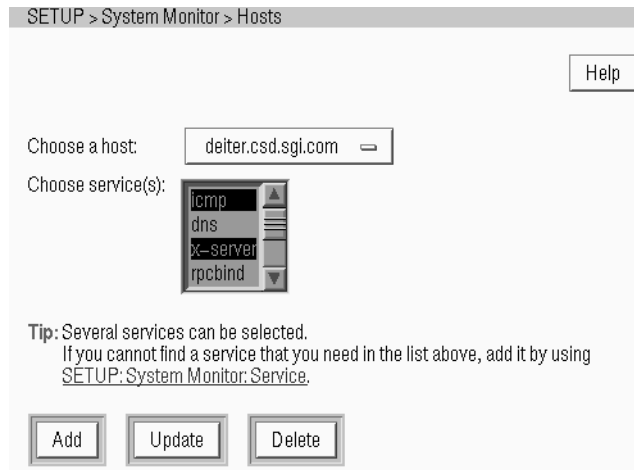 SETUP > System Monitor > Hosts
Help
Choose a host: deiter.csd.sgi.com
Choose service(s):
icmp
dns
x-server
rpcbind
Tip: Several services can be selected.
If you cannot find a service that you need in the list above, add it by using
SETUP: System Monitor: Service.
Add Update Delete